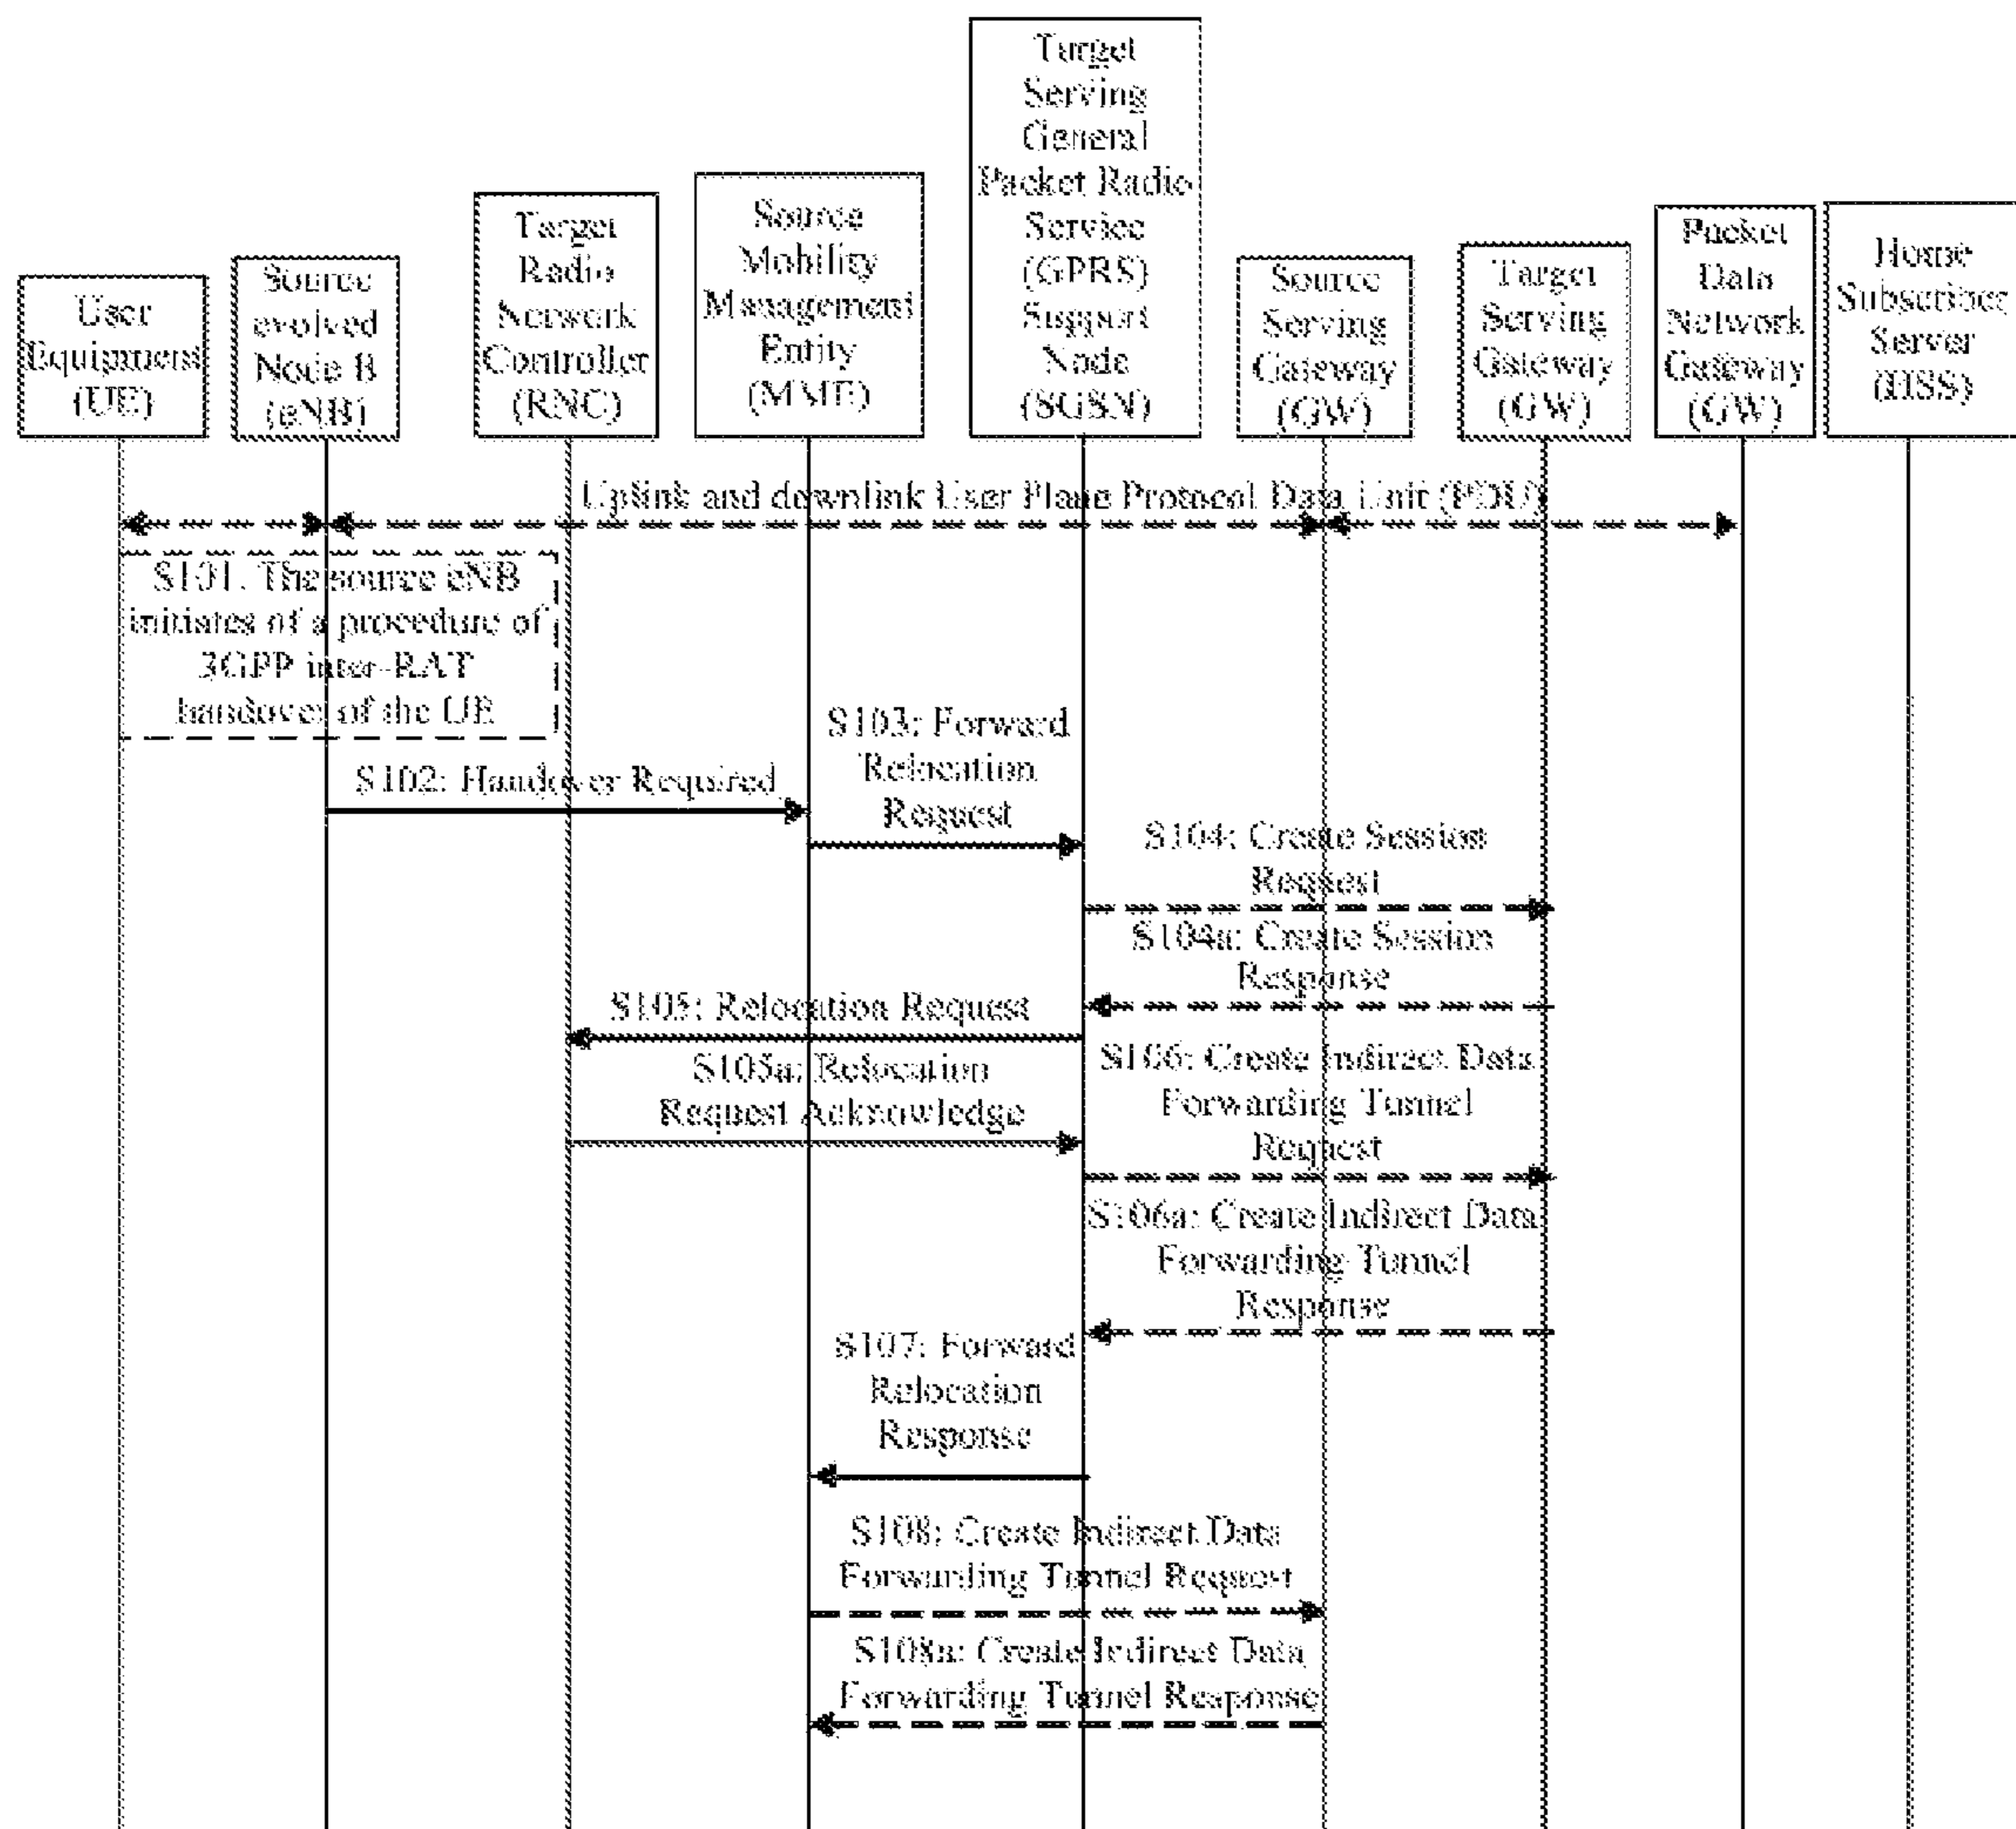 User
Equipment
(UE)
Source
evolved
Node B
(eNB)
Target
Radio
Network
Controller
(RNC)
Source
Mobility
Management
Entity
(MME)
Target
Serving
General
Packet Radio
Service
(GPRS)
Support
Node
(SGSN)
Source
Serving
Gateway
(GW)
Target
Serving
Gateway
(GW)
Packet
Data
Network
Gateway
(GW)
Home
Subscriber
Server
(HSS)
Uplink and downlink User Plane Protocol Data Unit (PDU)
S101. The source eNB
initiates of a procedure of
3GPP inter-RAT
handover of the UE
S102: Handover Required
S103: Forward
Relocation
Request
S104: Create Session
Request
S104a: Create Session
Response
S105: Relocation Request
S105a: Relocation
Request Acknowledge
S106: Create Indirect Data
Forwarding Tunnel
Request
S106a: Create Indirect Data
Forwarding Tunnel
Response
S107: Forward
Relocation
Response
S108: Create Indirect Data
Forwarding Tunnel Request
S108a: Create Indirect Data
Forwarding Tunnel Response